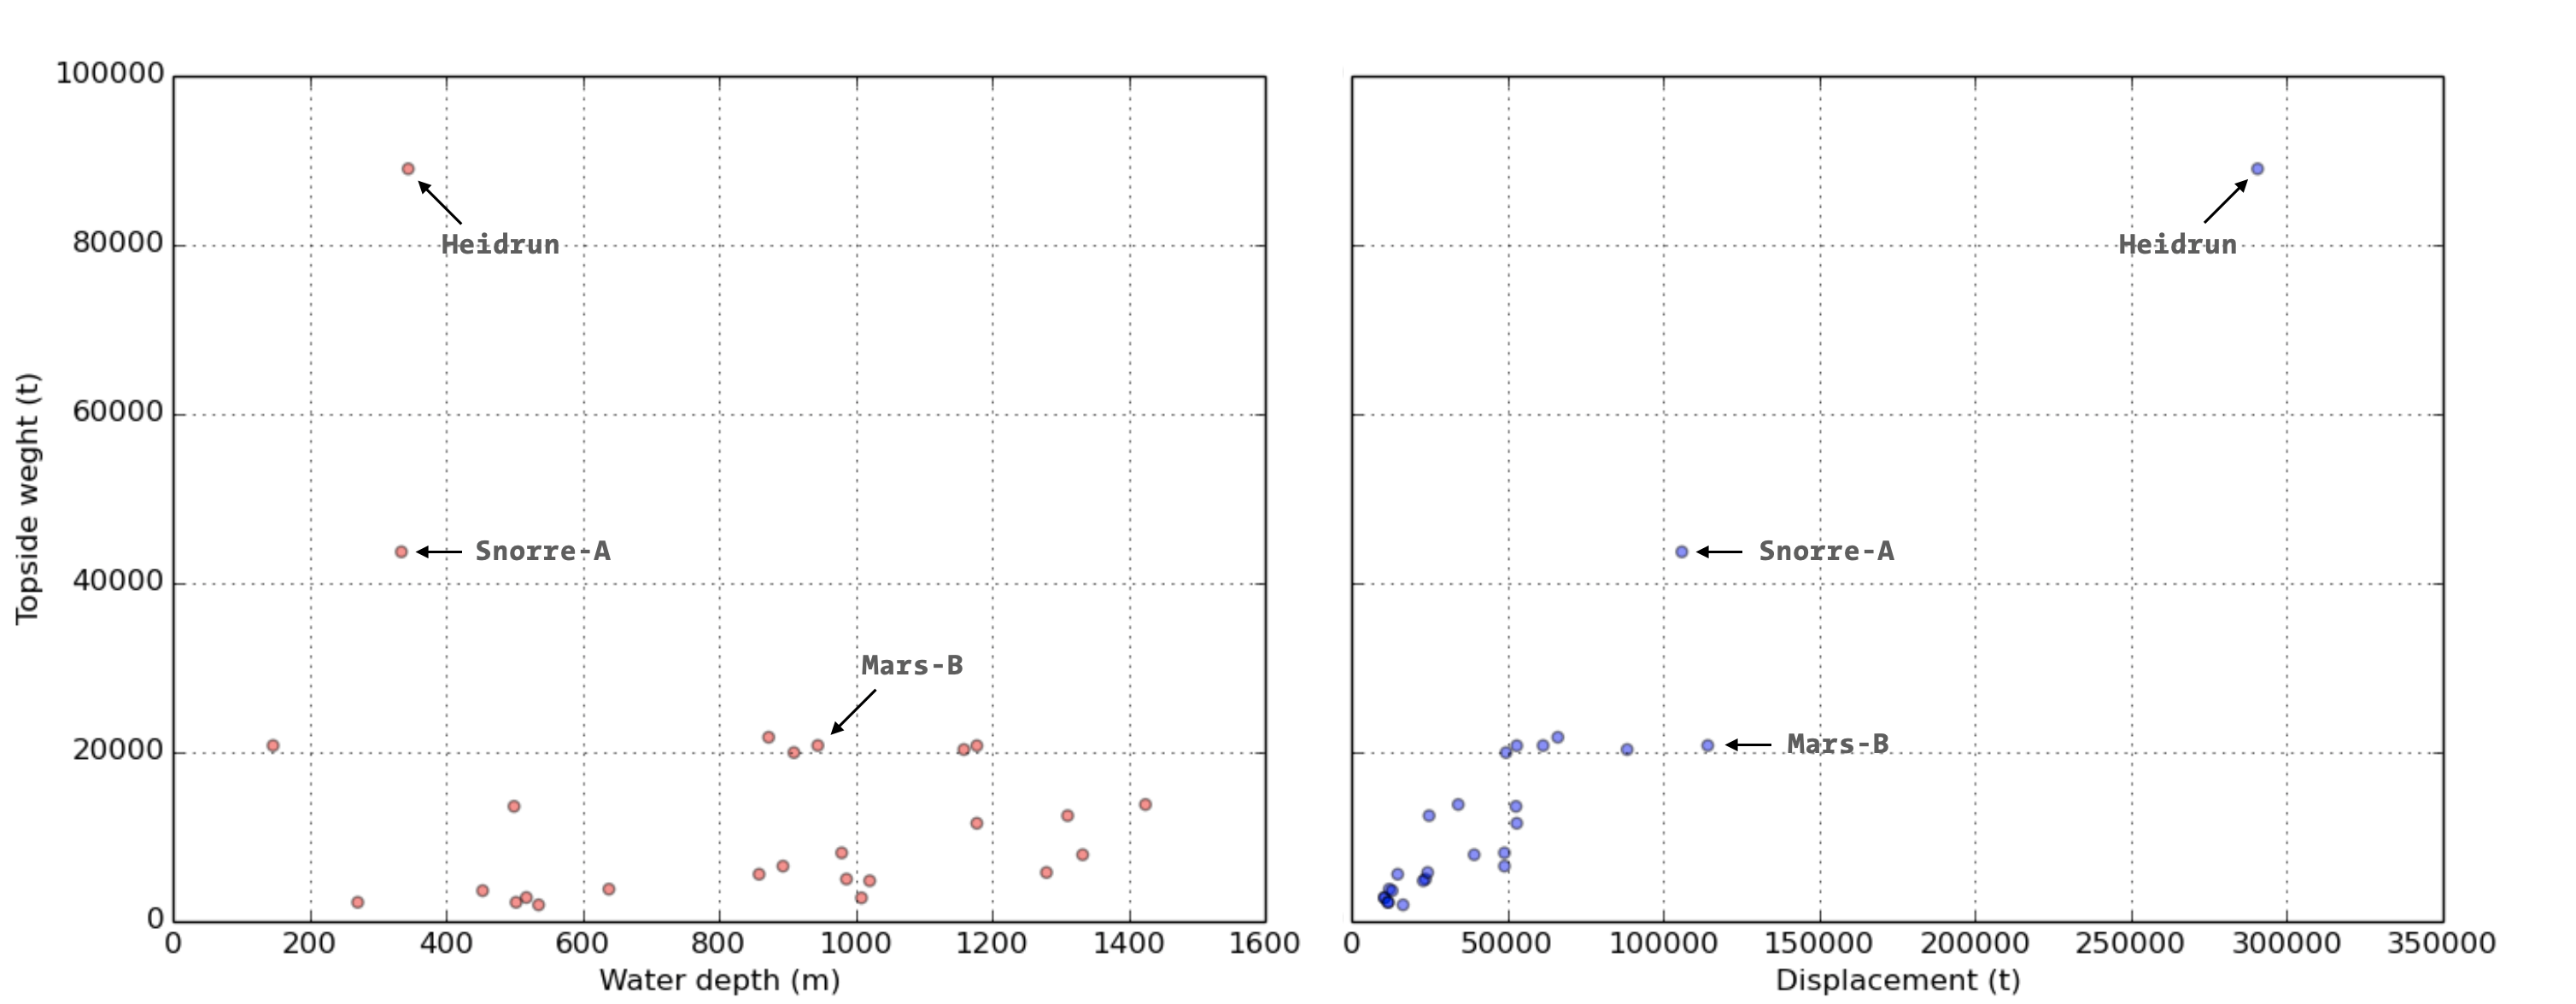 Topside weght (t)
100000
80000
60000
40000
20000
0
Heidrun
Snorre-A
Mars-B
0 200 400 600 800 1000 1200 1400 1600
Water depth (m)
Heidrun
Snorre-A
Mars-B
0 50000 100000 150000 200000 250000 300000 350000
Displacement (t)